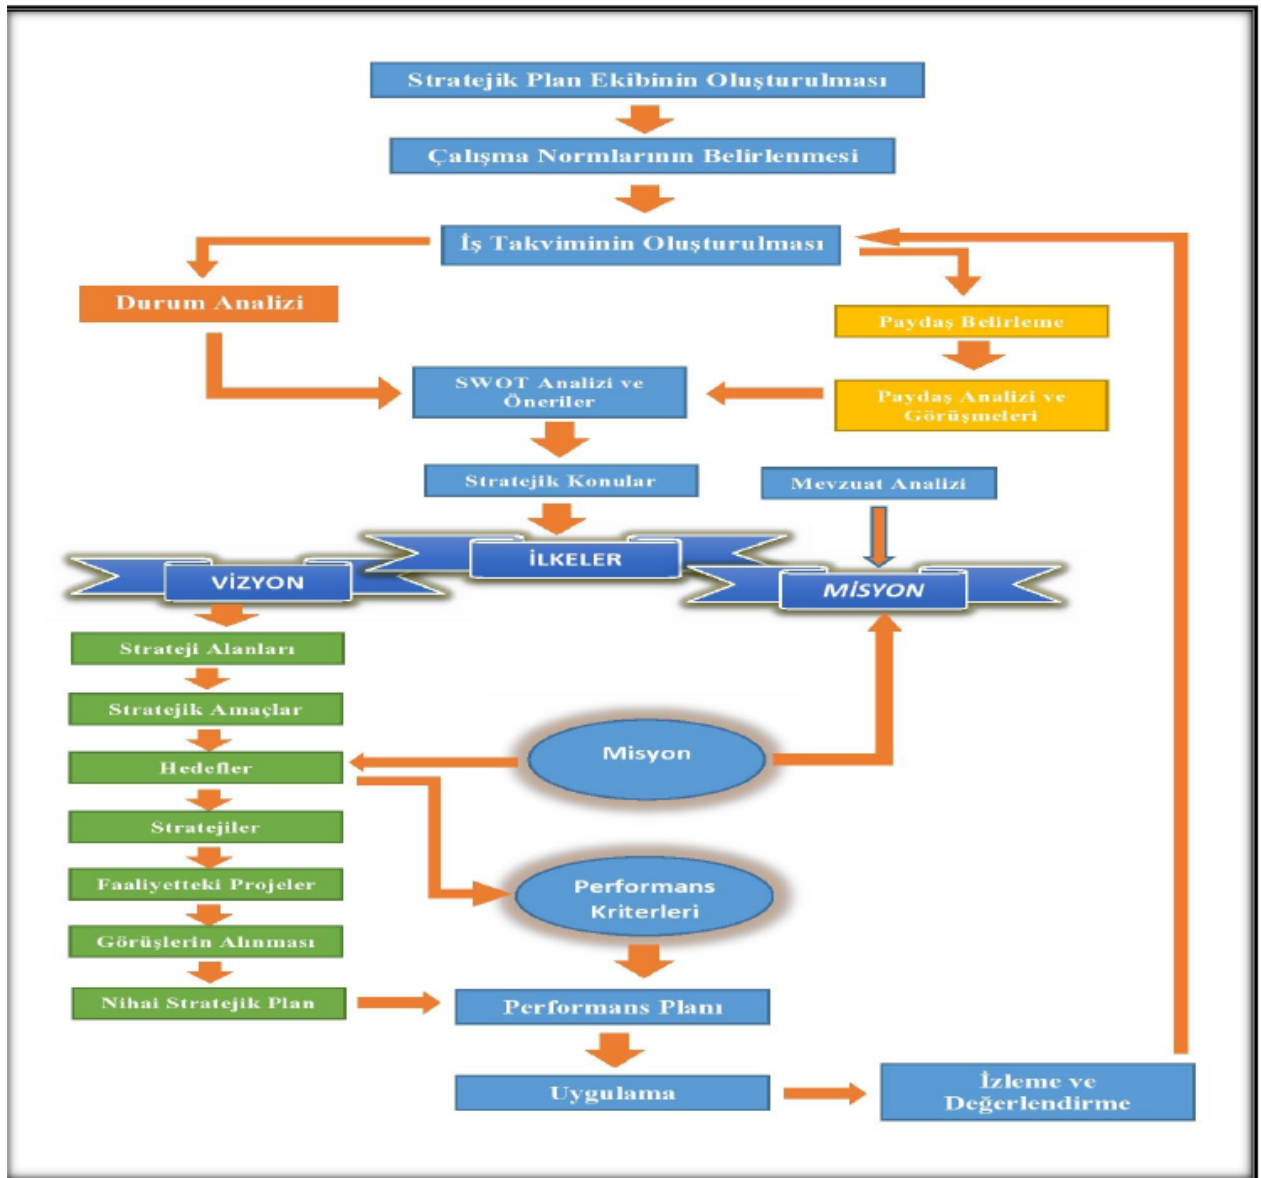 Stratejik Plan Ekibinin Oluşturulması
Çalışma Normlarının Belirlenmesi
İş Takviminin Oluşturulması
Durum Analizi
Paydaş Belirleme
SWOT Analizi ve
Öneriler
Paydaş Analizi ve
Görüşmeleri
Stratejik Konular
Mevzuat Analizi
VİZYON
İLKELER
MİSYON
Strateji Alanları
Stratejik Amaçlar
Hedefler
Misyon
Stratejiler
Faaliyetteki Projeler
Performans
Kriterleri
Görüşlerin Alınması
Nihai Stratejik Plan
Performans Planı
Uygulama
İzleme ve
Değerlendirme